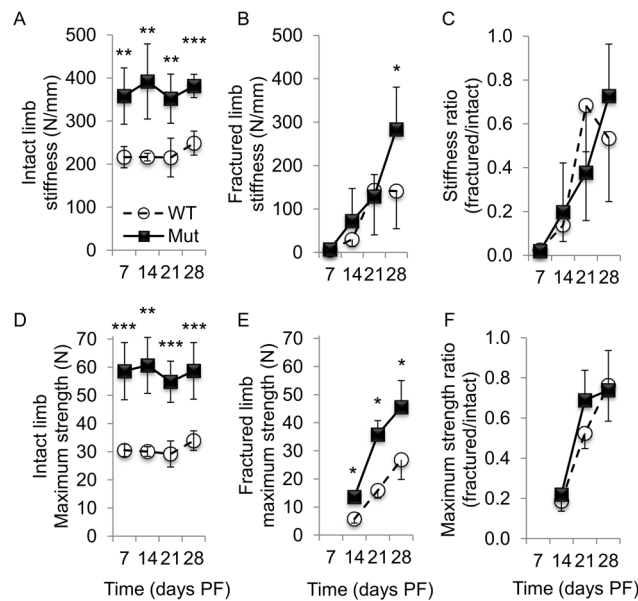 A
B
C
Intact limb
stiffness (N/mm)
500
400
300
200
100
0
**
**
**
***
WT
Mut
7 14 21 28
Fractured limb
stiffness (N/mm)
500
400
300
200
100
0
*
7 14 21 28
Stiffness ratio
(fractured/intact)
1.0
0.8
0.6
0.4
0.2
0.0
7 14 21 28
D
E
F
Intact limb
Maximum strength (N)
70
60
50
40
30
20
10
0
***
**
***
***
7 14 21 28
Time (days PF)
Fractured limb
maximum strength (N)
70
60
50
40
30
20
10
0
*
*
*
7 14 21 28
Time (days PF)
Maximum strength ratio
(fractured/intact)
1.0
0.8
0.6
0.4
0.2
0.0
7 14 21 28
Time (days PF)